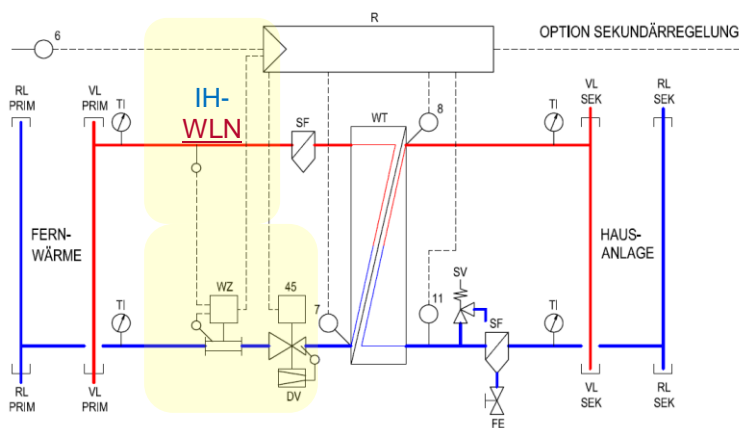 R
OPTION SEKUNDÄRREGELUNG
6
RL
PRIM
VL
PRIM
TI
IH-
WLN
SF
WT
8
TI
VL
SEK
RL
SEK
FERN-
WÄRME
HAUS-
ANLAGE
WZ
45
7
11
SV
TI
SF
TI
DV
FE
RL
PRIM
VL
PRIM
VL
SEK
RL
SEK